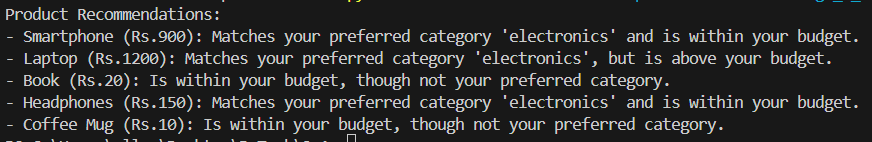 Product Recommendations:
- Smartphone (Rs.900): Matches your preferred category 'electronics' and is within your budget.
- Laptop (Rs.1200): Matches your preferred category 'electronics', but is above your budget.
- Book (Rs.20): Is within your budget, though not your preferred category.
- Headphones (Rs.150): Matches your preferred category 'electronics' and is within your budget.
- Coffee Mug (Rs.10): Is within your budget, though not your preferred category.